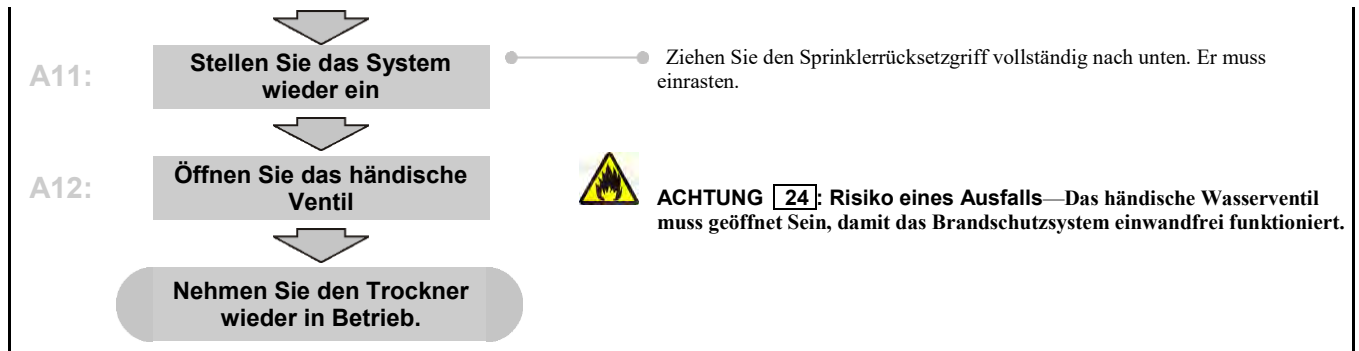 A11:
Stellen Sie das System
wieder ein
Ziehen Sie den Sprinklerrücksetzgriff vollständig nach unten. Er muss
einrasten.
A12:
Öffnen Sie das händische
Ventil
ACHTUNG 24: Risiko eines Ausfalls—Das händische Wasserventil
muss geöffnet Sein, damit das Brandschutzsystem einwandfrei funktioniert.
Nehmen Sie den Trockner
wieder in Betrieb.